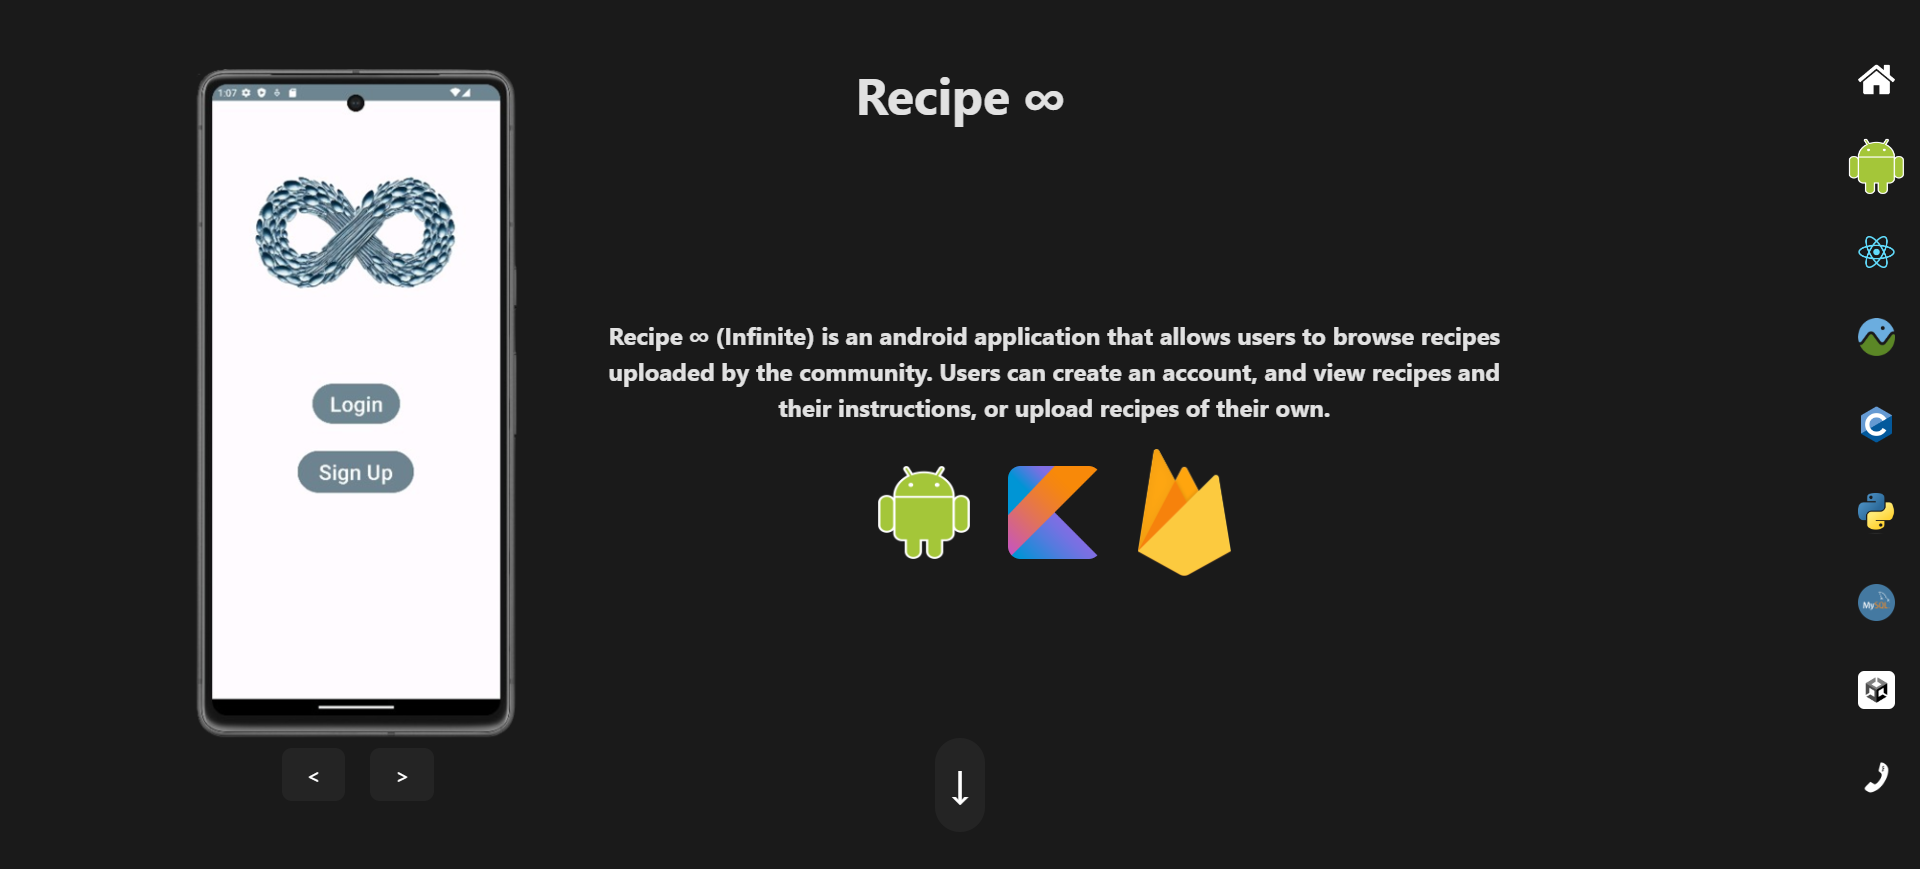 Recipe ∞
1:07
Login
Sign Up
Recipe ∞ (Infinite) is an android application that allows users to browse recipes
uploaded by the community. Users can create an account, and view recipes and
their instructions, or upload recipes of their own.
C
MySQL
< >
↓